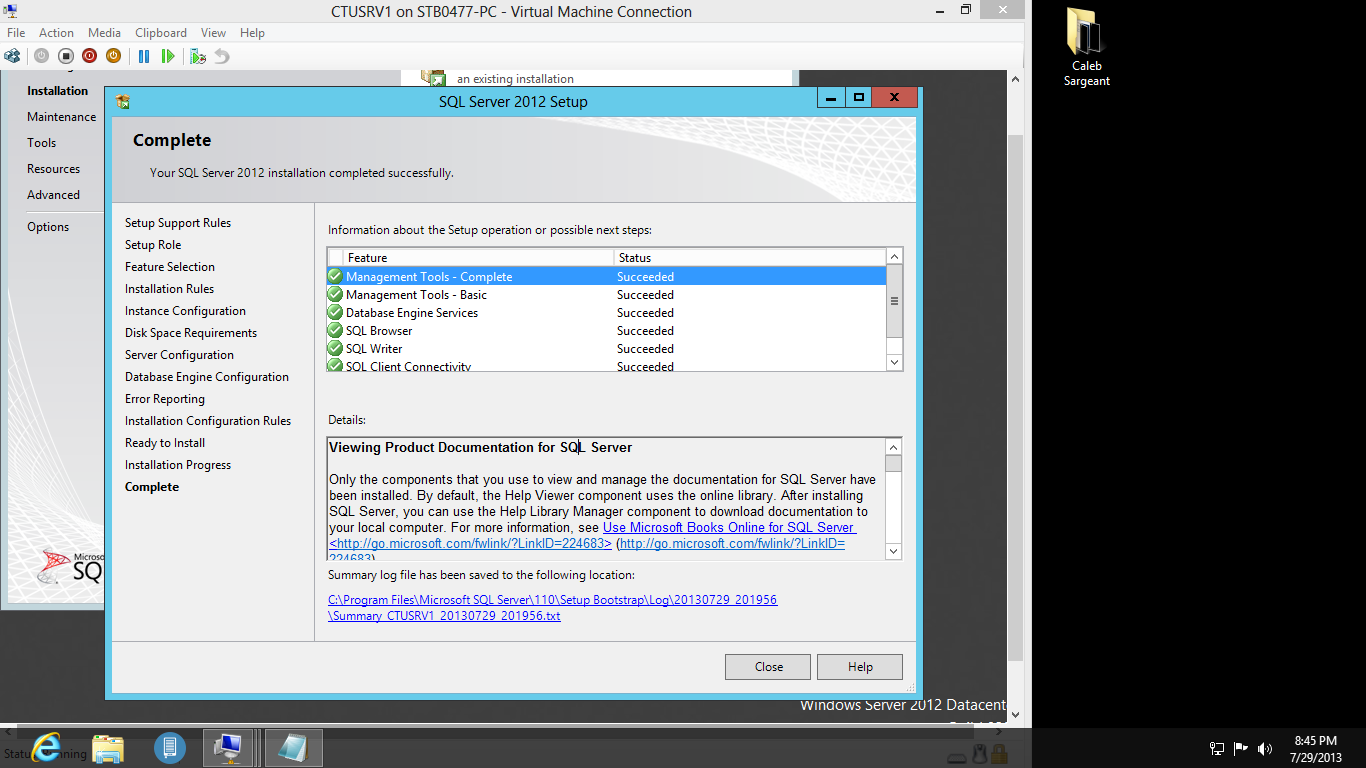 CTUSRV1 on STB0477-PC - Virtual Machine Connection
File Action Media Clipboard View Help
Caleb
Sargeant
an existing installation
Installation
Maintenance
Tools
Resources
Advanced
Options
SQL Server 2012 Setup
Complete
Your SQL Server 2012 installation completed successfully.
Setup Support Rules
Setup Role
Feature Selection
Installation Rules
Instance Configuration
Disk Space Requirements
Server Configuration
Database Engine Configuration
Error Reporting
Installation Configuration Rules
Ready to Install
Installation Progress
Complete
Information about the Setup operation or possible next steps:
Feature Status
Management Tools - Complete Succeeded
Management Tools - Basic Succeeded
Database Engine Services Succeeded
SQL Browser Succeeded
SQL Writer Succeeded
SQL Client Connectivity Succeeded
Details:
Viewing Product Documentation for SQL Server
Only the components that you use to view and manage the documentation for SQL Server have
been installed. By default, the Help Viewer component uses the online library. After installing
SQL Server, you can use the Help Library Manager component to download documentation to
your local computer. For more information, see Use Microsoft Books Online for SQL Server
<http://go.microsoft.com/fwlink/?LinkID=224683> (http://go.microsoft.com/fwlink/?LinkID=
224683)
Summary log file has been saved to the following location:
C:\Program Files\Microsoft SQL Server\110\Setup Bootstrap\Log\20130729_201956
\Summary_CTUSRV1_20130729_201956.txt
Close Help
Windows Server 2012 Datacent
8:45 PM
7/29/2013